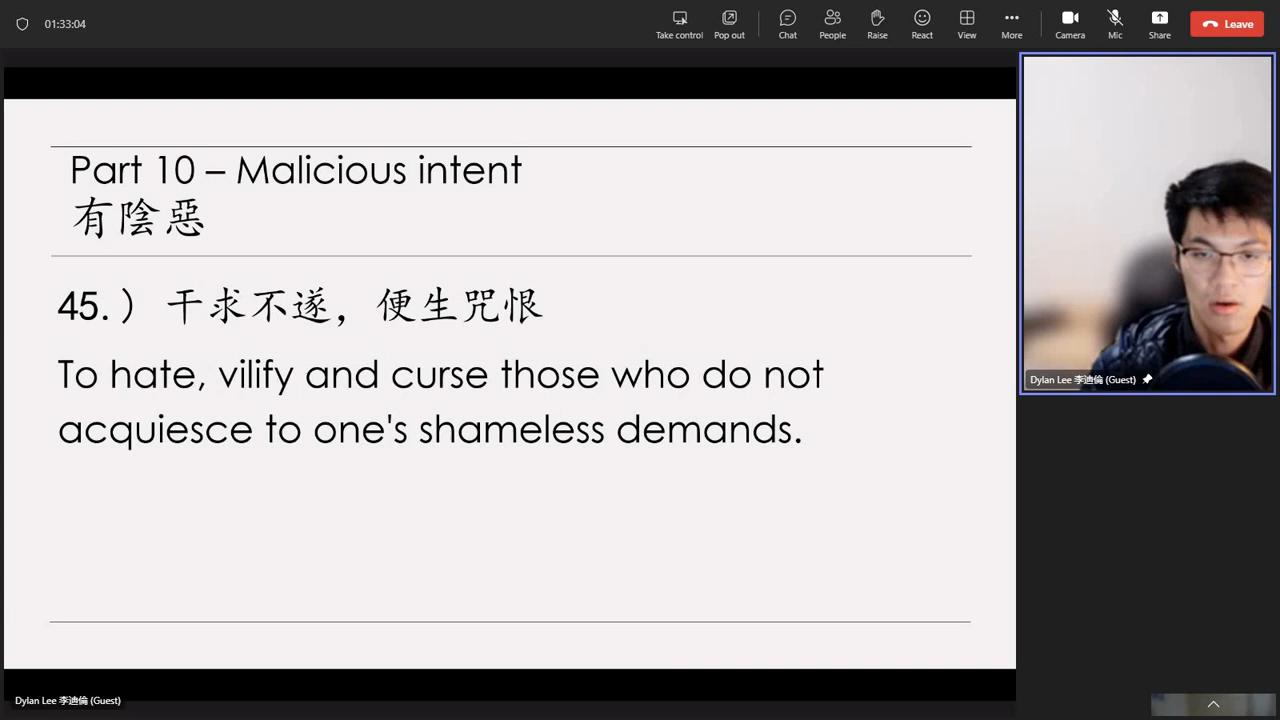 01:33:04
Take control
Pop out
Chat
People
Raise
React
View
More
Camera
Mic
Share
Leave
Part 10 – Malicious intent
有陰惡
45.） 干求不遂，便生咒恨
To hate, vilify and curse those who do not
acquiesce to one's shameless demands.
Dylan Lee 李迪倫 (Guest)
Dylan Lee 李迪倫 (Guest)